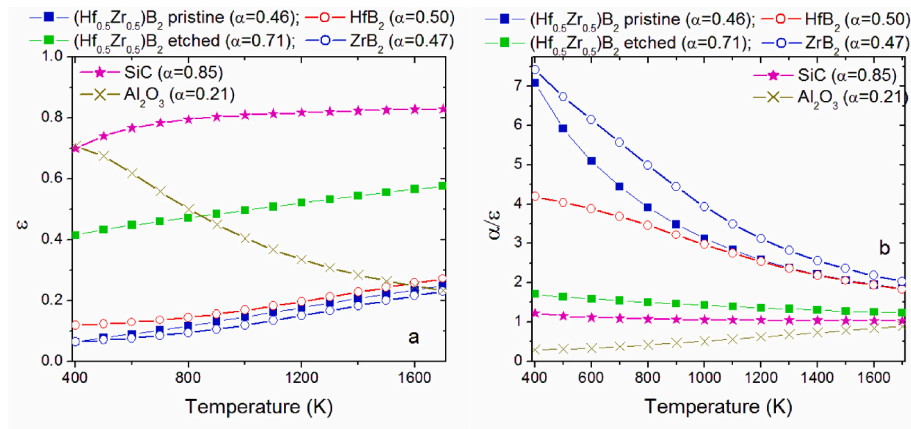 (Hf0.5Zr0.5)B2 pristine (α=0.46); HfB2 (α=0.50)
(Hf0.5Zr0.5)B2 etched (α=0.71); ZrB2 (α=0.47)
SiC (α=0.85)
Al2O3 (α=0.21)
1.0
0.8
0.6
0.4
0.2
0.0
ε
a
400 800 1200 1600
Temperature (K)
(Hf0.5Zr0.5)B2 pristine (α=0.46); HfB2 (α=0.50)
(Hf0.5Zr0.5)B2 etched (α=0.71); ZrB2 (α=0.47)
SiC (α=0.85)
Al2O3 (α=0.21)
7
6
5
4
3
2
1
0
α/ε
b
400 600 800 1000 1200 1400 1600
Temperature (K)